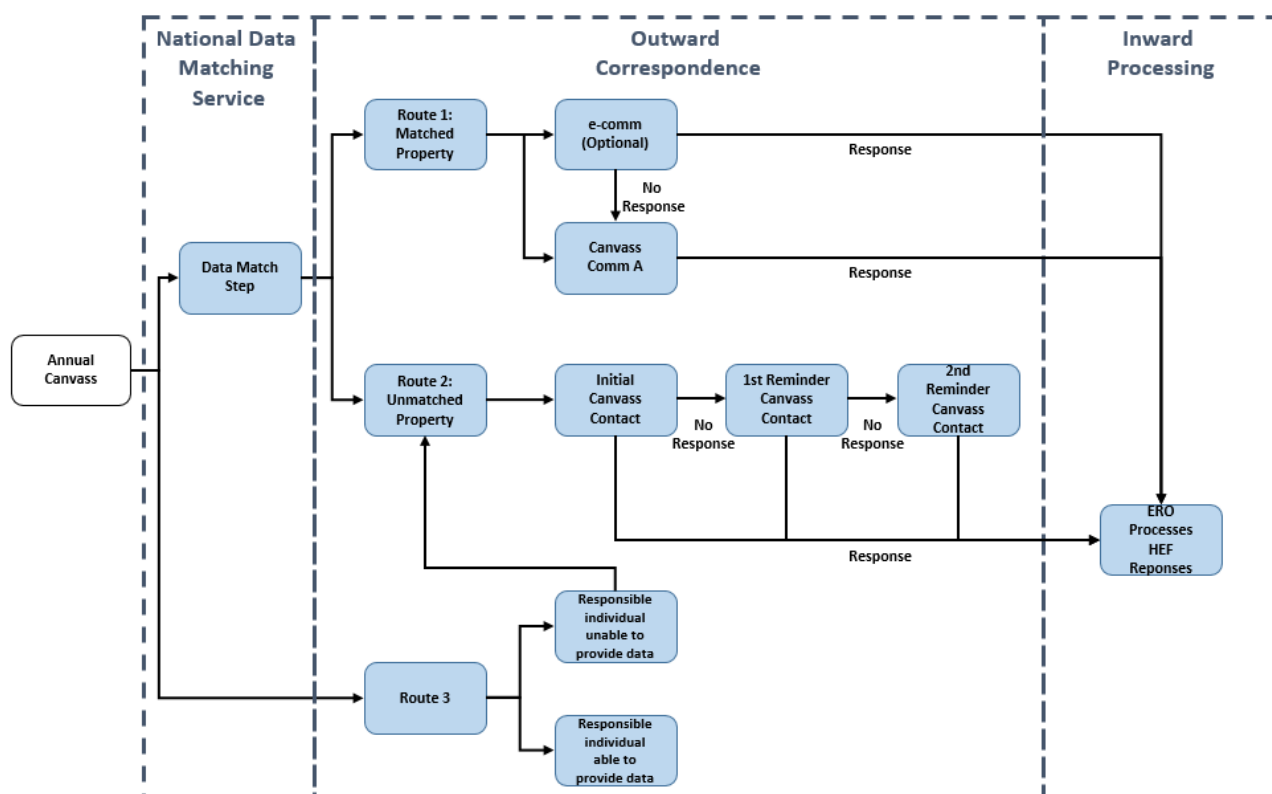 National Data
Matching
Service
Outward
Correspondence
Inward
Processing
Route 1:
Matched
Property
e-comm
(Optional)
Response
No
Response
Data Match
Step
Canvass
Comm A
Response
Annual
Canvass
Route 2:
Unmatched
Property
Initial
Canvass
Contact
No
Response
1st Reminder
Canvass
Contact
No
Response
2nd
Reminder
Canvass
Contact
Response
ERO
Processes
HEF
Reponses
Responsible
individual
unable to
provide data
Route 3
Responsible
individual
able to
provide data